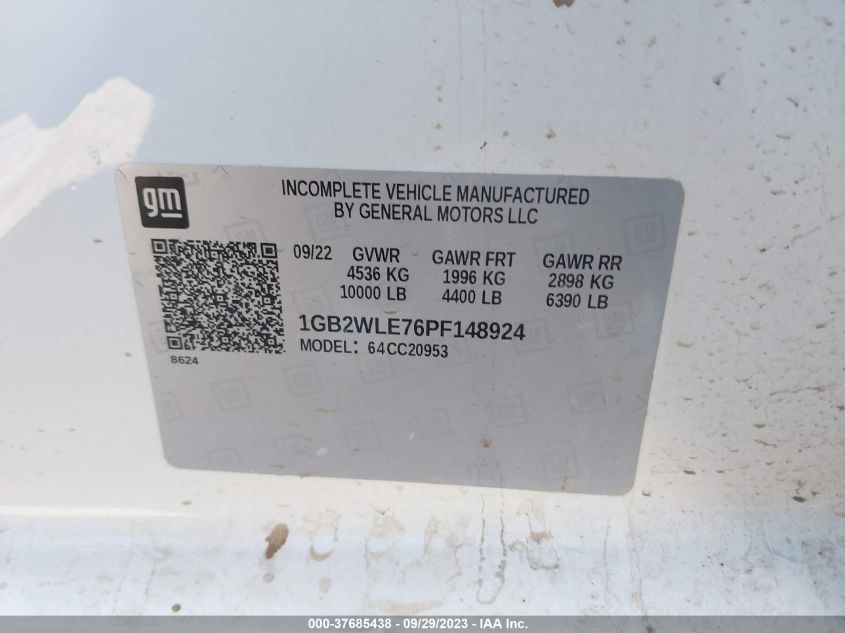 gm
INCOMPLETE VEHICLE MANUFACTURED
BY GENERAL MOTORS LLC
09/22 GVWR GAWR FRT GAWR RR
4536 KG 1996 KG 2898 KG
10000 LB 4400 LB 6390 LB
1GB2WLE76PF148924
MODEL: 64CC20953
8624
000-37685438 - 09/29/2023 - IAA Inc.